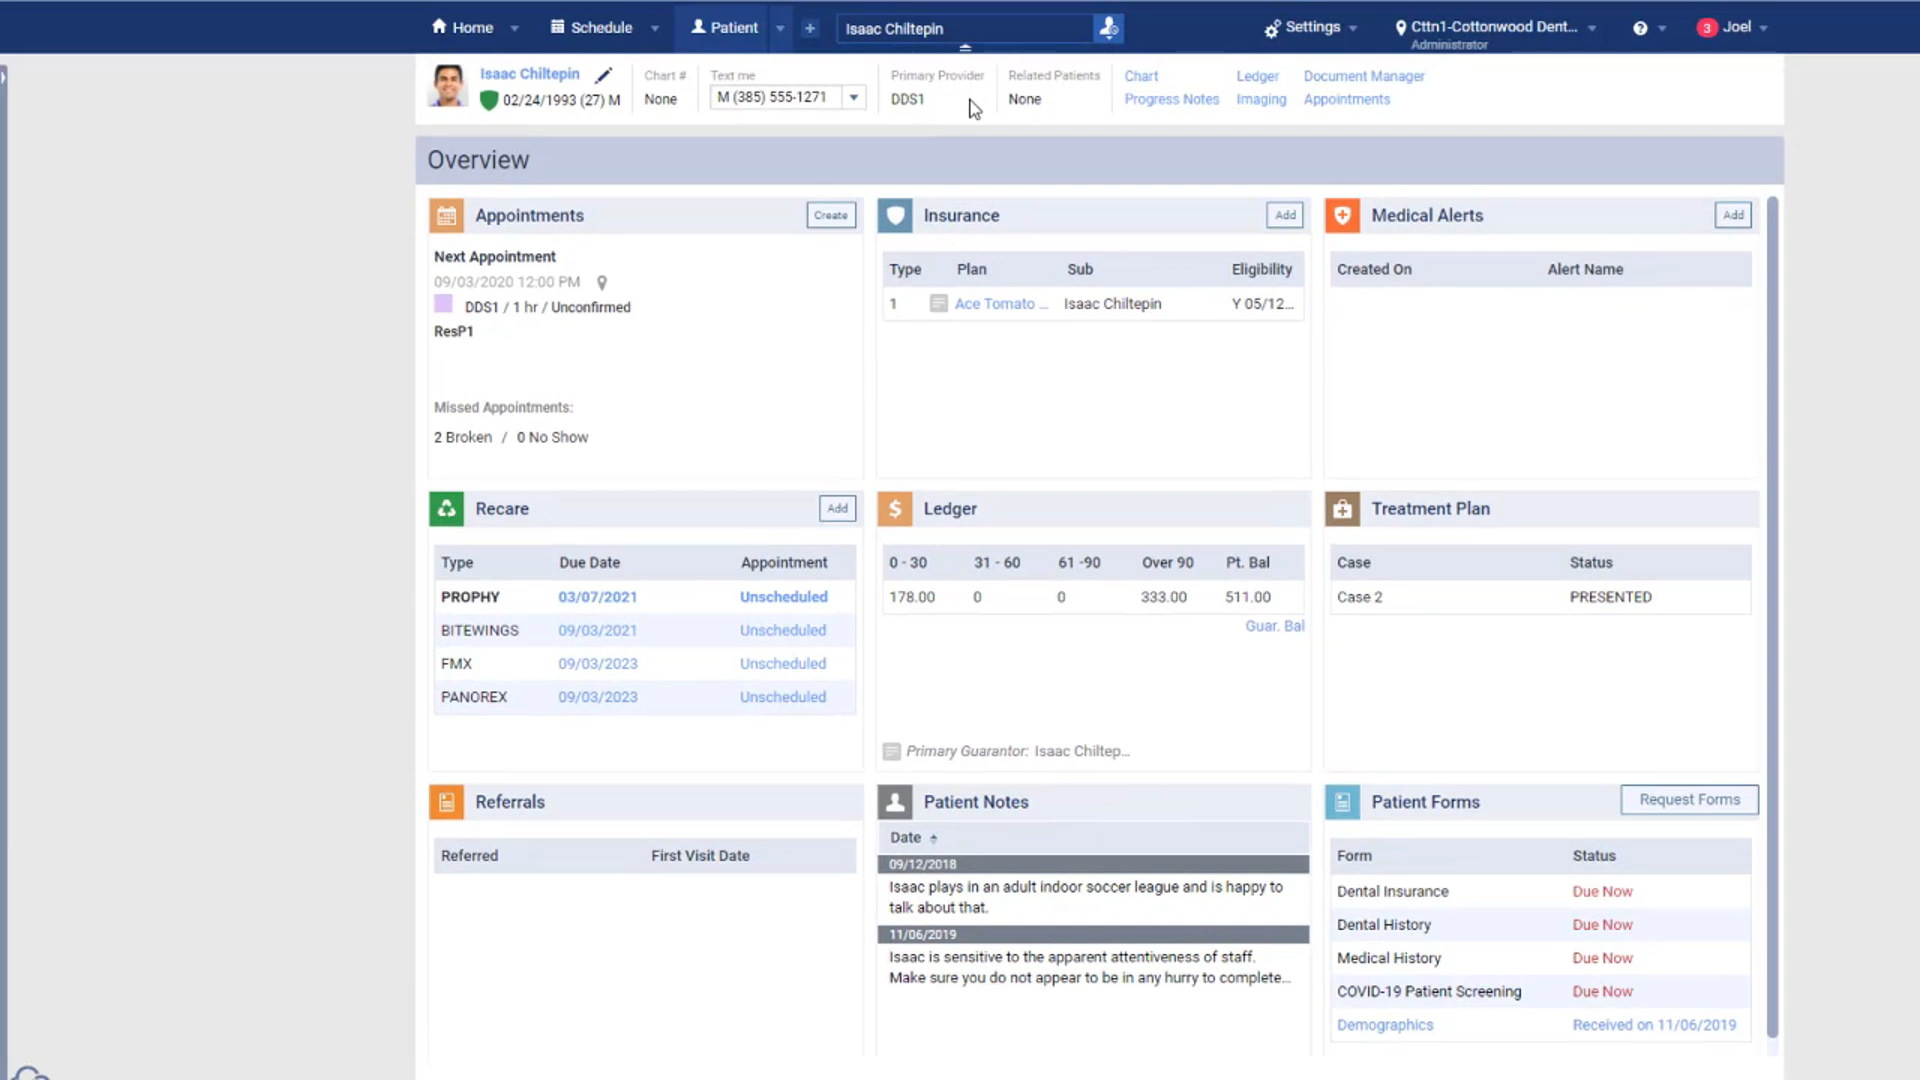 Home Schedule Patient + Isaac Chiltepin Settings Cttn1-Cottonwood Dent... ? 3 Joel
Administrator
Isaac Chiltepin Chart # Text me Primary Provider Related Patients Chart Ledger Document Manager
02/24/1993 (27) M None M (385) 555-1271 DDS1 None Progress Notes Imaging Appointments
Overview
Appointments Create
Next Appointment
09/03/2020 12:00 PM
DDS1 / 1 hr / Unconfirmed
ResP1
Missed Appointments:
2 Broken / 0 No Show
Insurance Add
Type Plan Sub Eligibility
1 Ace Tomato ... Isaac Chiltepin Y 05/12...
Medical Alerts Add
Created On Alert Name
Recare Add
Type Due Date Appointment
PROPHY 03/07/2021 Unscheduled
BITEWINGS 09/03/2021 Unscheduled
FMX 09/03/2023 Unscheduled
PANOREX 09/03/2023 Unscheduled
$ Ledger
0 - 30 31 - 60 61 -90 Over 90 Pt. Bal
178.00 0 0 333.00 511.00
Guar. Bal
Primary Guarantor: Isaac Chiltep...
Treatment Plan
Case Status
Case 2 PRESENTED
Referrals
Referred First Visit Date
Patient Notes
Date
09/12/2018
Isaac plays in an adult indoor soccer league and is happy to
talk about that.
11/06/2019
Isaac is sensitive to the apparent attentiveness of staff.
Make sure you do not appear to be in any hurry to complete...
Patient Forms Request Forms
Form Status
Dental Insurance Due Now
Dental History Due Now
Medical History Due Now
COVID-19 Patient Screening Due Now
Demographics Received on 11/06/2019